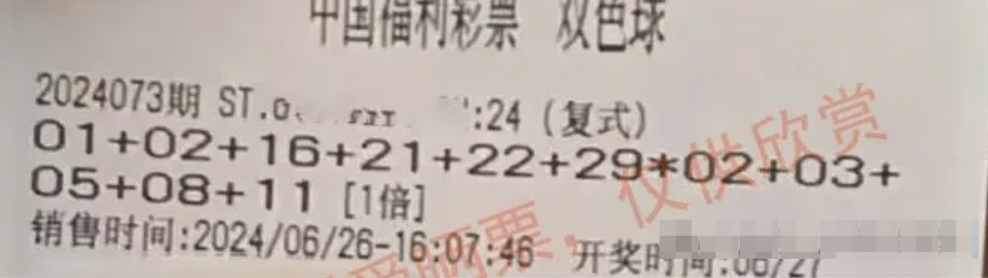 中国福利彩票 双色球
2024073期 ST.0 :24 (复式)
01+02+16+21+22+29*02+03+
05+08+11 [1倍]
销售时间:2024/06/26-16:07:46 开奖时间:06/27
购票,仅供欣赏